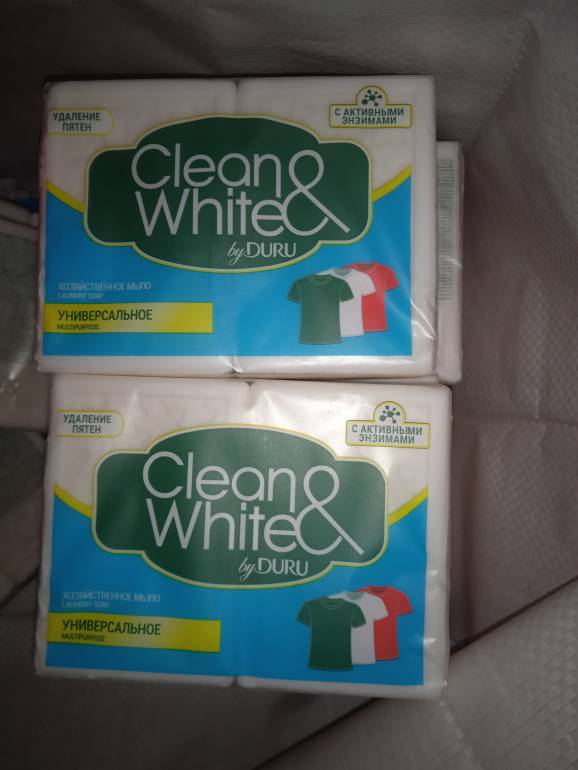 УДАЛЕНИЕ
ПЯТЕН
С АКТИВНЫМИ
ЭНЗИМАМИ
Clean &
White
by DURU
ХОЗЯЙСТВЕННОЕ МЫЛО
LAUNDRY SOAP
УНИВЕРСАЛЬНОЕ
MULTIPURPOSE
УДАЛЕНИЕ
ПЯТЕН
С АКТИВНЫМИ
ЭНЗИМАМИ
Clean &
White
by DURU
ХОЗЯЙСТВЕННОЕ МЫЛО
LAUNDRY SOAP
УНИВЕРСАЛЬНОЕ
MULTIPURPOSE